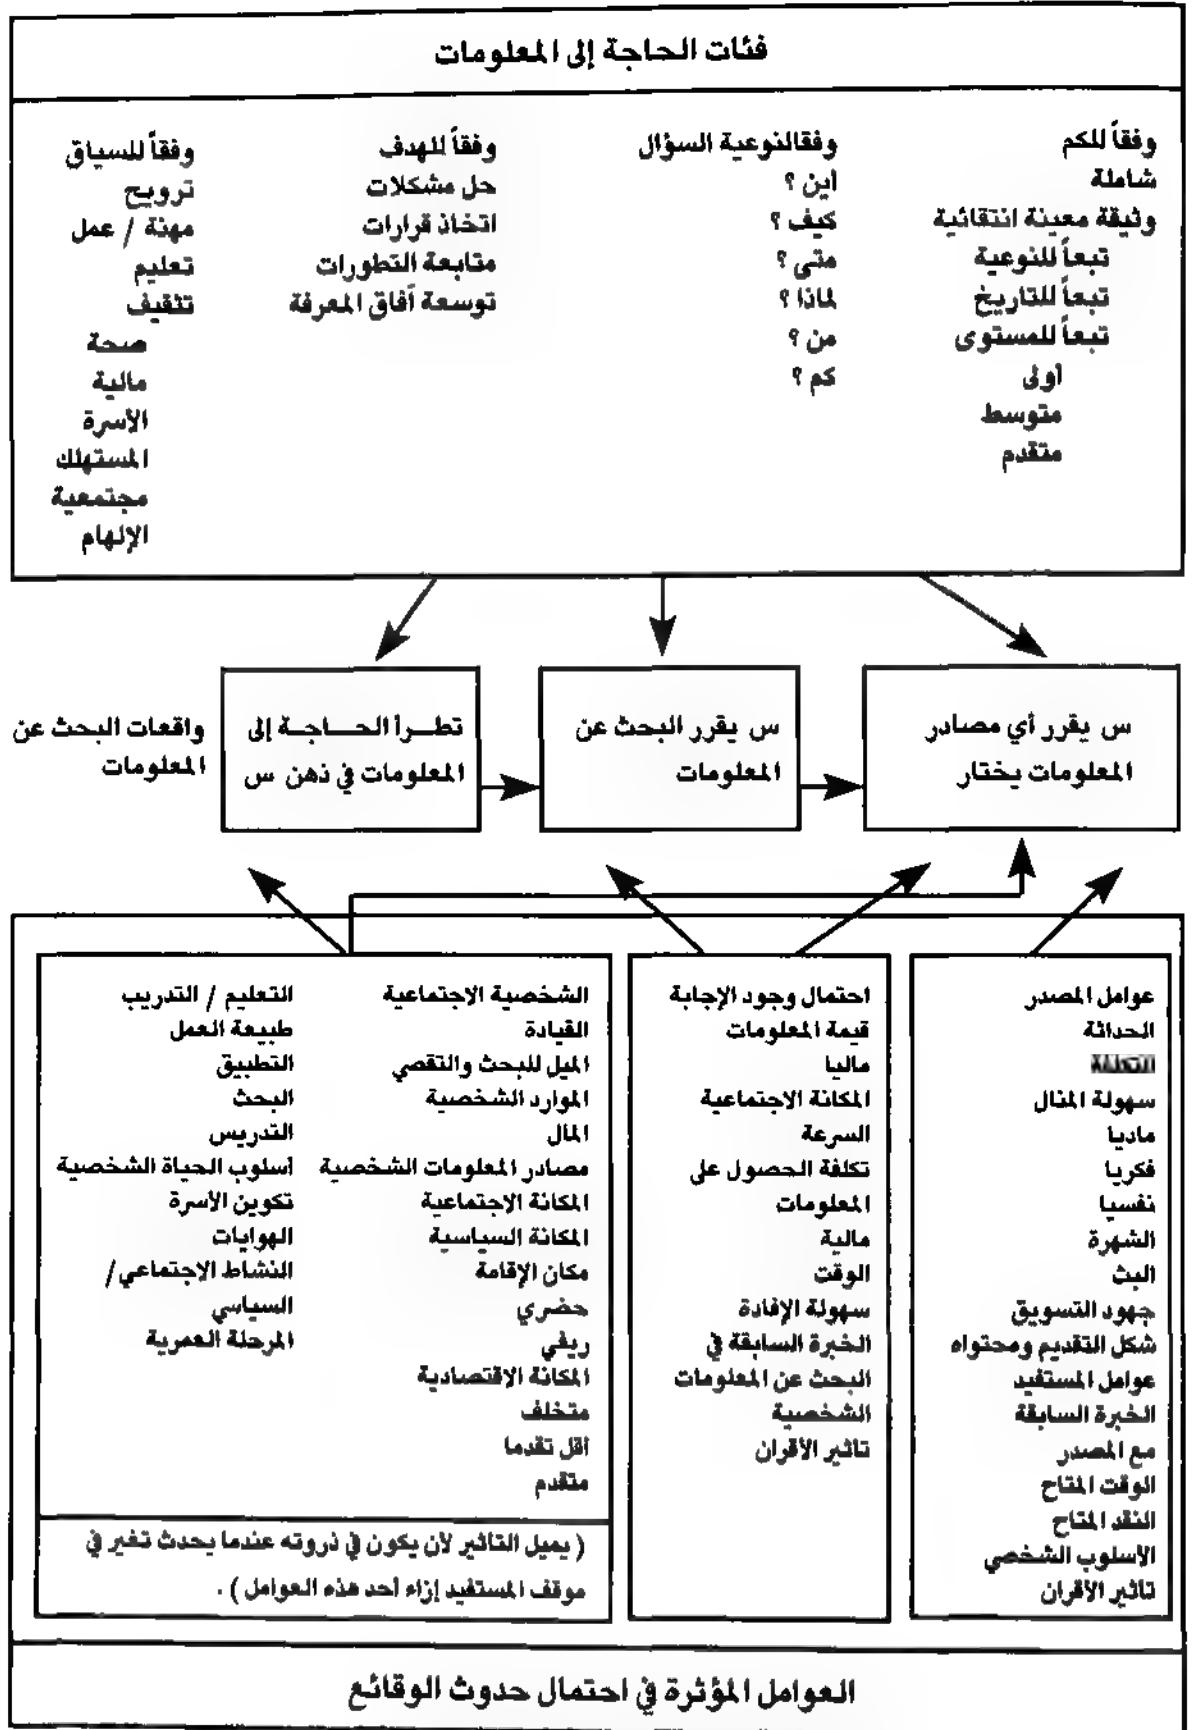 فئات الحاجة إلى المعلومات
وفقاً للكم
شاملة
وثيقة معينة انتقائية
تبعاً للنوعية
تبعاً للتاريخ
تبعاً للمستوى
أولى
متوسط
متقدم
وفقالنوعية السؤال
أين ؟
كيف ؟
متى ؟
لماذا ؟
من ؟
كم ؟
وفقاً للهدف
حل مشكلات
اتخاذ قرارات
متابعة التطورات
توسعة آفاق المعرفة
وفقاً للسياق
ترويح
مهنة / عمل
تعليم
تثقيف
صحة
مالية
الأسرة
المستهلك
مجتمعية
الإلهام
س يقرر أي مصادر
المعلومات يختار
س يقرر البحث عن
المعلومات
تطـــرأ الحـــاجــة إلى
المعلومات في ذهن س
واقعات البحث عن
المعلومات
عوامل المصدر
الحداثة
سهولة المنال
ماديا
فكريا
نفسيا
الشهرة
البث
جهود التسويق
شكل التقديم ومحتواه
عوامل المستفيد
الخبرة السابقة
مع المصدر
الوقت المتاح
النقد المتاح
الأسلوب الشخصي
تأثير الأقران
احتمال وجود الإجابة
قيمة المعلومات
ماليا
المكانة الاجتماعية
السرعة
تكلفة الحصول على
المعلومات
مالية
الوقت
سهولة الإفادة
الخبرة السابقة في
البحث عن المعلومات
الشخصية
تأثير الأقران
الشخصية الاجتماعية
القيادة
الميل للبحث والتقصي
الموارد الشخصية
المال
مصادر المعلومات الشخصية
المكانة الإجتماعية
المكانة السياسية
مكان الإقامة
حضري
ريفي
المكانة الاقتصادية
متخلف
أقل تقدما
متقدم
التعليم / التدريب
طبيعة العمل
التطبيق
البحث
التدريس
أسلوب الحياة الشخصية
تكوين الأسرة
الهوايات
النشاط الاجتماعي/
السياسي
المرحلة العمرية
( يميل التأثير لأن يكون في ذروته عندما يحدث تغير في
موقف المستفيد إزاء أحد هذه العوامل ) .
العوامل المؤثرة في احتمال حدوث الوقائع